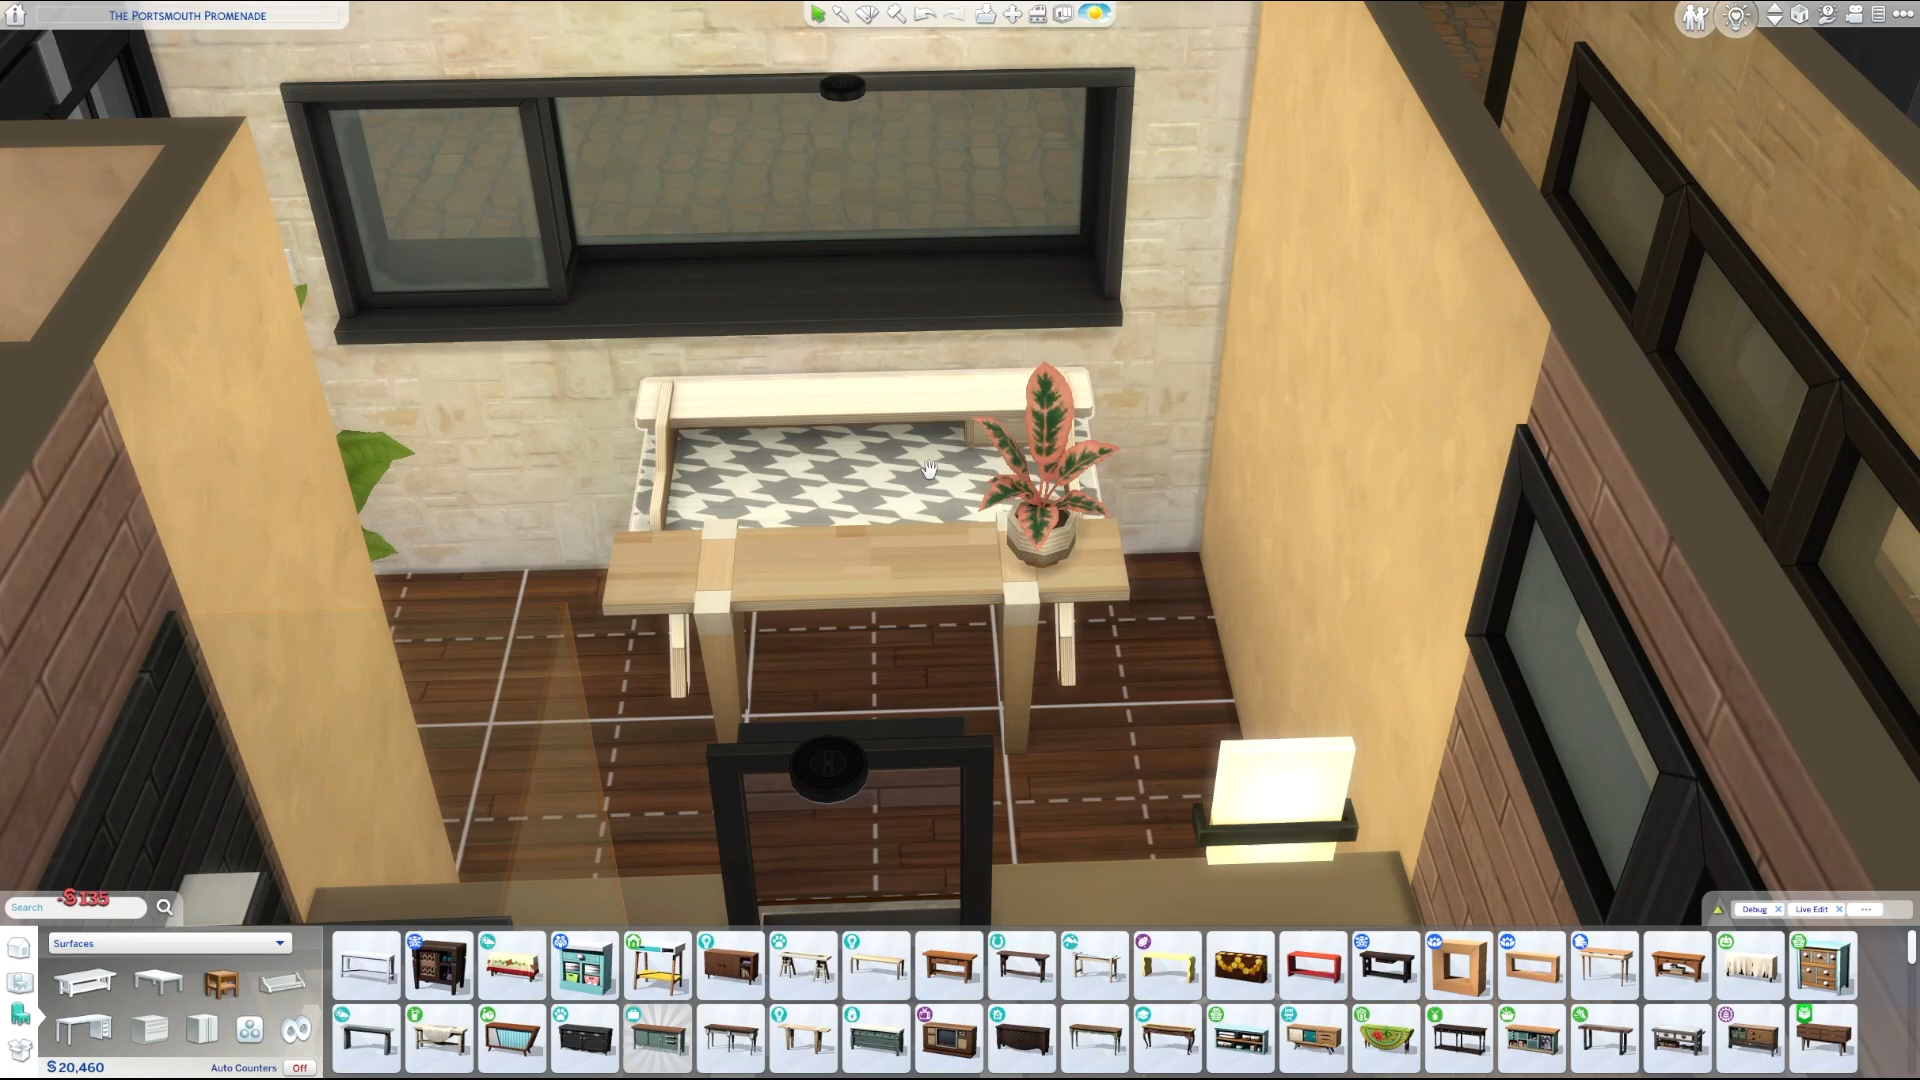 THE PORTSMOUTH PROMENADE
-§135
Search
Debug
Live Edit
Surfaces
§20,460
Auto Counters
Off